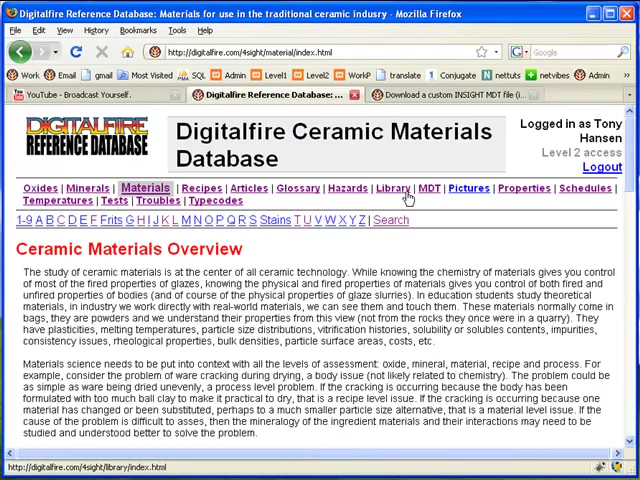 Digitalfire Reference Database: Materials for use in the traditional ceramic indusry - Mozilla Firefox
File Edit View History Bookmarks Tools Help
http://digitalfire.com/4sight/material/index.html
Google
Work Email gmail Most Visited SQL Admin Level1 Level2 WorkP translate Conjugate nettuts netvibes Admin
YouTube - Broadcast Yourself.
Digitalfire Reference Database: ...
Download a custom INSIGHT MDT file (i...
DIGITALFIRE
REFERENCE DATABASE
Digitalfire Ceramic Materials
Database
Logged in as Tony
Hansen
Level 2 access
Logout
Oxides | Minerals | Materials | Recipes | Articles | Glossary | Hazards | Library | MDT | Pictures | Properties | Schedules |
Temperatures | Tests | Troubles | Typecodes
1-9 A B C D E F Frits G H I J K L M N O P Q R S Stains T U V W X Y Z | Search
Ceramic Materials Overview
The study of ceramic materials is at the center of all ceramic technology. While knowing the chemistry of materials gives you control
of most of the fired properties of glazes, knowing the physical and fired properties of materials gives you control of both fired and
unfired properties of bodies (and of course of the physical properties of glaze slurries). In education students study theoretical
materials, in industry we work directly with real-world materials, we can see them and touch them. These materials normally come in
bags, they are powders and we understand their properties from this view (not from the rocks they once were in a quarry). They
have plasticities, melting temperatures, particle size distributions, vitrification histories, solubility or solubles contents, impurities,
consistency issues, rheological properties, bulk densities, particle surface areas, costs, etc.
Materials science needs to be put into context with all the levels of assessment: oxide, mineral, material, recipe and process. For
example, consider the problem of ware cracking during drying, a body issue (not likely related to chemistry). The problem could be
as simple as ware being dried unevenly, a process level problem. If the cracking is occurring because the body has been
formulated with too much ball clay to make it practical to dry, that is a recipe level issue. If the cracking is occurring because one
material has changed or been substituted, perhaps to a much smaller particle size alternative, that is a material level issue. If the
cause of the problem is difficult to asses, then the mineralogy of the ingredient materials and their interactions may need to be
studied and understood better to solve the problem.
http://digitalfire.com/4sight/library/index.html